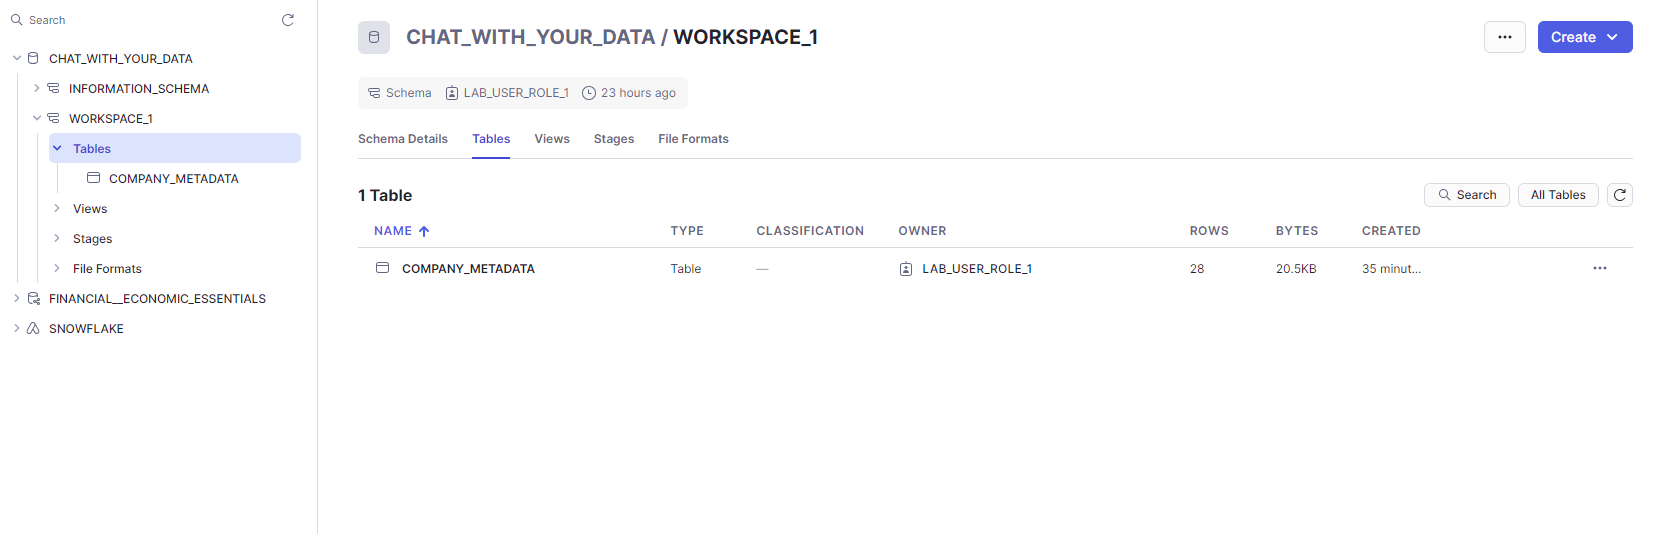 Search
CHAT_WITH_YOUR_DATA
INFORMATION_SCHEMA
WORKSPACE_1
Tables
COMPANY_METADATA
Views
Stages
File Formats
FINANCIAL__ECONOMIC_ESSENTIALS
SNOWFLAKE
CHAT_WITH_YOUR_DATA / WORKSPACE_1
... Create
Schema LAB_USER_ROLE_1 23 hours ago
Schema Details Tables Views Stages File Formats
1 Table
Search All Tables
NAME TYPE CLASSIFICATION OWNER ROWS BYTES CREATED
COMPANY_METADATA Table — LAB_USER_ROLE_1 28 20.5KB 35 minut... ...